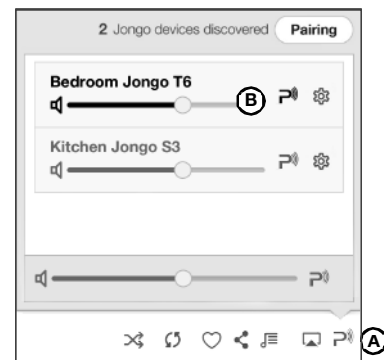 2 Jongo devices discovered Pairing
Bedroom Jongo T6
B
Kitchen Jongo S3
A